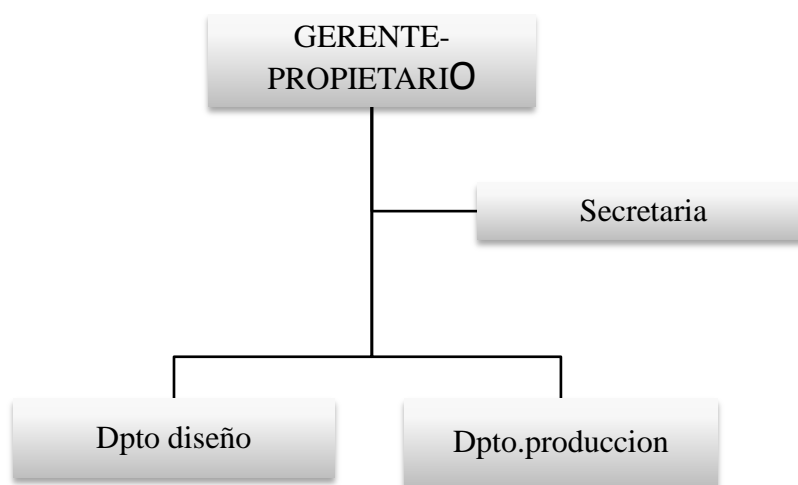 GERENTE-
PROPIETARIO
Secretaria
Dpto diseño
Dpto.produccion